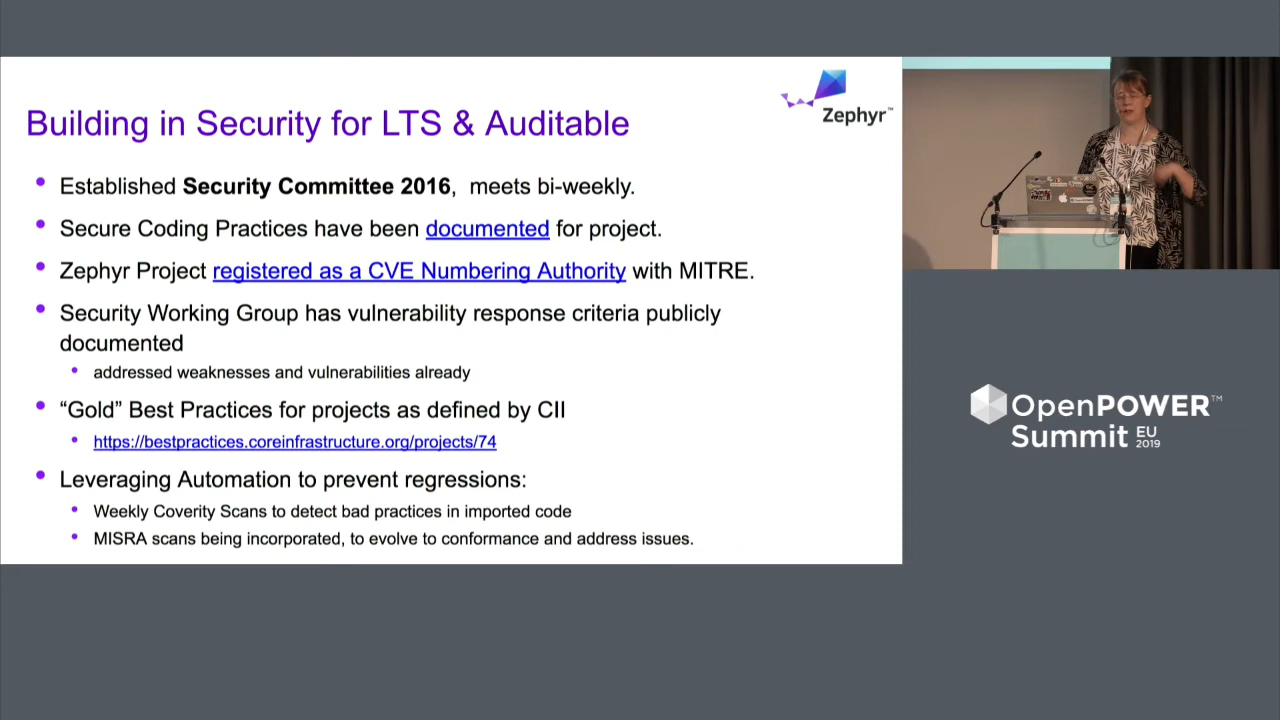 Building in Security for LTS & Auditable
Zephyr™
Established Security Committee 2016, meets bi-weekly.
Secure Coding Practices have been documented for project.
Zephyr Project registered as a CVE Numbering Authority with MITRE.
Security Working Group has vulnerability response criteria publicly
documented
addressed weaknesses and vulnerabilities already
“Gold” Best Practices for projects as defined by CII
https://bestpractices.coreinfrastructure.org/projects/74
Leveraging Automation to prevent regressions:
Weekly Coverity Scans to detect bad practices in imported code
MISRA scans being incorporated, to evolve to conformance and address issues.
OpenPOWER™
Summit EU
2019